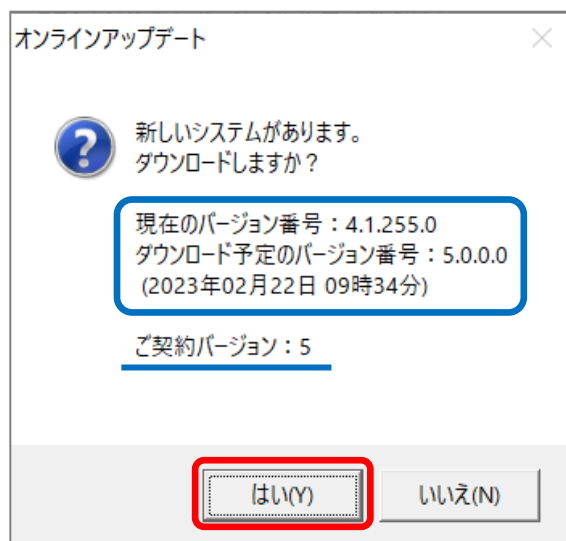 オンラインアップデート
新しいシステムがあります。
ダウンロードしますか？
現在のバージョン番号：4.1.255.0
ダウンロード予定のバージョン番号：5.0.0.0
(2023年02月22日 09時34分)
ご契約バージョン：5
はい(Y)
いいえ(N)